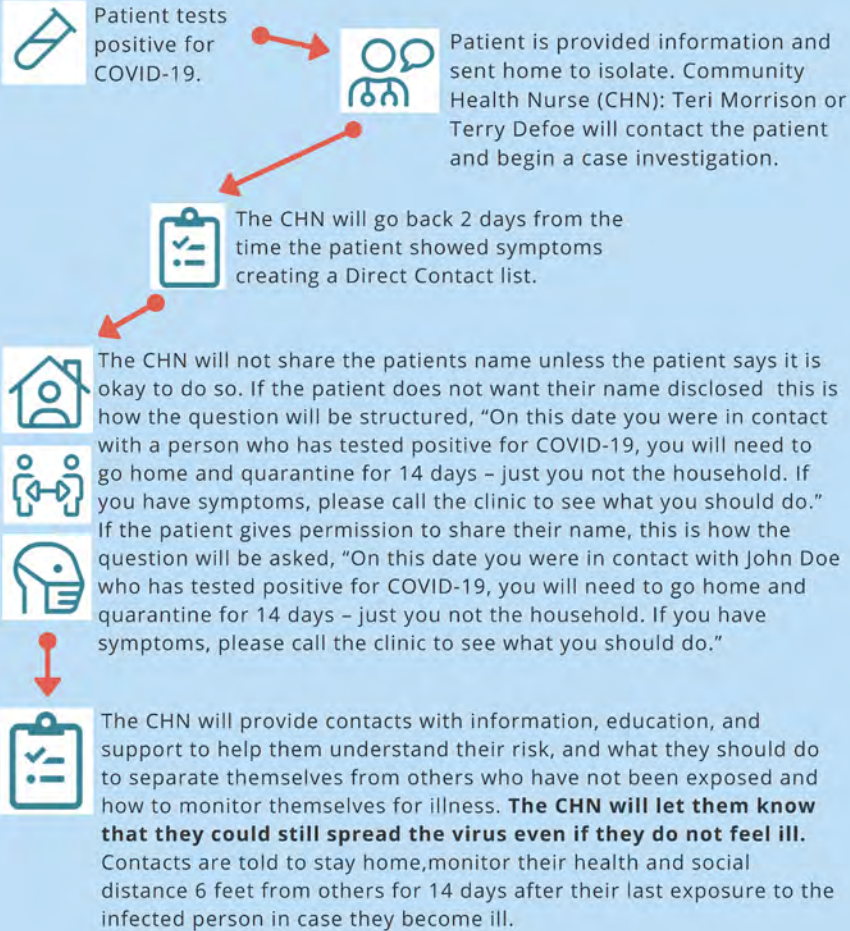 Patient tests
positive for
COVID-19.
Patient is provided information and
sent home to isolate. Community
Health Nurse (CHN): Teri Morrison or
Terry Defoe will contact the patient
and begin a case investigation.
The CHN will go back 2 days from the
time the patient showed symptoms
creating a Direct Contact list.
The CHN will not share the patients name unless the patient says it is
okay to do so. If the patient does not want their name disclosed  this is
how the question will be structured, “On this date you were in contact
with a person who has tested positive for COVID-19, you will need to
go home and quarantine for 14 days – just you not the household. If
you have symptoms, please call the clinic to see what you should do.”
If the patient gives permission to share their name, this is how the
question will be asked, “On this date you were in contact with John Doe
who has tested positive for COVID-19, you will need to go home and
quarantine for 14 days – just you not the household. If you have
symptoms, please call the clinic to see what you should do.”
The CHN will provide contacts with information, education, and
support to help them understand their risk, and what they should do
to separate themselves from others who have not been exposed and
how to monitor themselves for illness. The CHN will let them know
that they could still spread the virus even if they do not feel ill.
Contacts are told to stay home,monitor their health and social
distance 6 feet from others for 14 days after their last exposure to the
infected person in case they become ill.